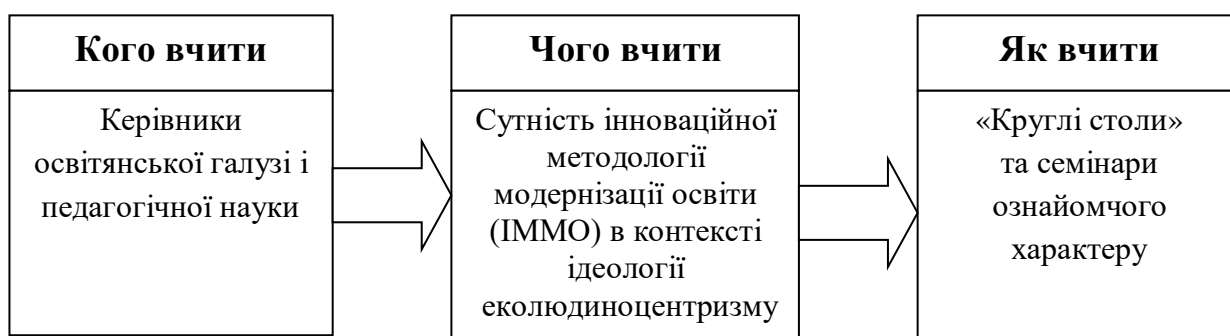 Кого вчити
Керівники
освітянської галузі і
педагогічної науки
Чого вчити
Сутність інноваційної
методології
модернізації освіти
(ІММО) в контексті
ідеології
еколюдиноцентризму
Як вчити
«Круглі столи»
та семінари
ознайомчого
характеру